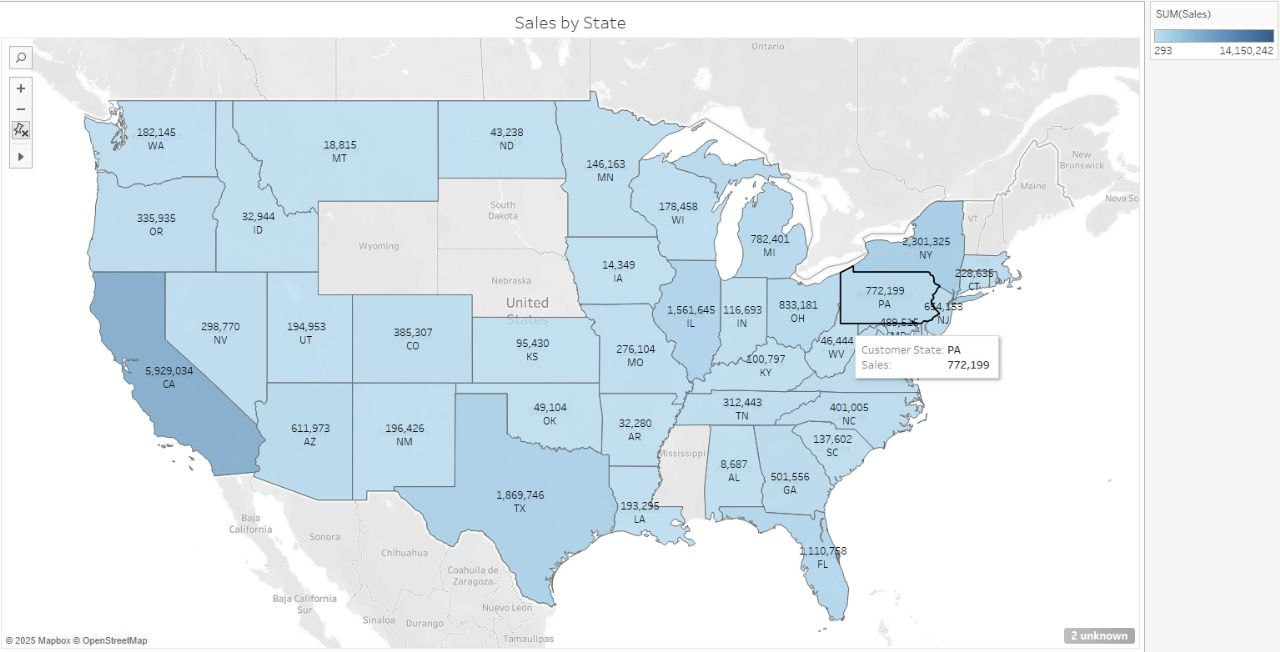 Sales by State
SUM(Sales)
293 14,150,242
Ontario
New
Brunswick
Maine
Nova Sc
VT
182,145
WA
18,815
MT
43,238
ND
146,163
MN
335,935
OR
32,944
ID
South
Dakota
178,458
WI
782,401
MI
2,301,325
NY
Wyoming
14,349
IA
228,635
CT
Nebraska
United
States
772,199
PA
654,153
NJ
298,770
NV
194,953
UT
385,307
CO
95,430
KS
276,104
MO
1,561,645
IL
116,693
IN
833,181
OH
489,515
MD
46,444
WV
Customer State: PA
Sales: 772,199
5,929,034
CA
100,797
KY
611,973
AZ
196,426
NM
49,104
OK
32,280
AR
312,443
TN
401,005
NC
137,602
SC
Mississippi
8,687
AL
501,556
GA
1,869,746
TX
193,295
LA
1,110,758
FL
Baja
California
Sonora
Chihuahua
Coahuila de
Zaragoza
Baja California
Sur
Sinaloa
Durango
Nuevo León
Tamaulipas
© 2025 Mapbox © OpenStreetMap
2 unknown